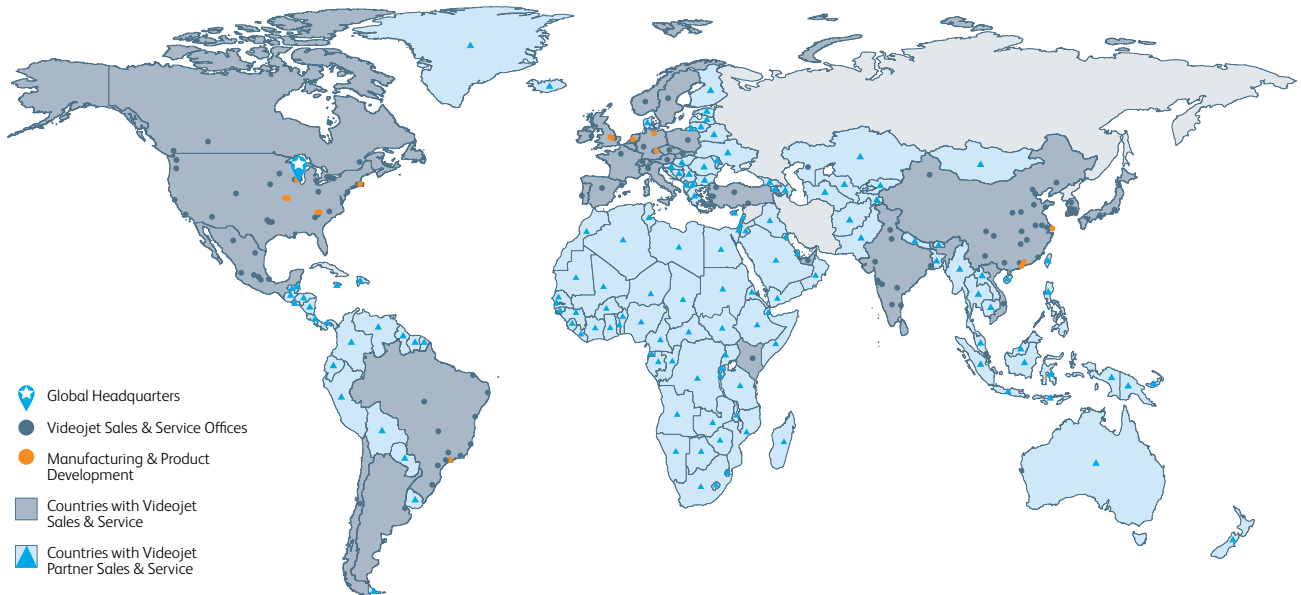 Global Headquarters
Videojet Sales & Service Offices
Manufacturing & Product
Development
Countries with Videojet
Sales & Service
Countries with Videojet
Partner Sales & Service